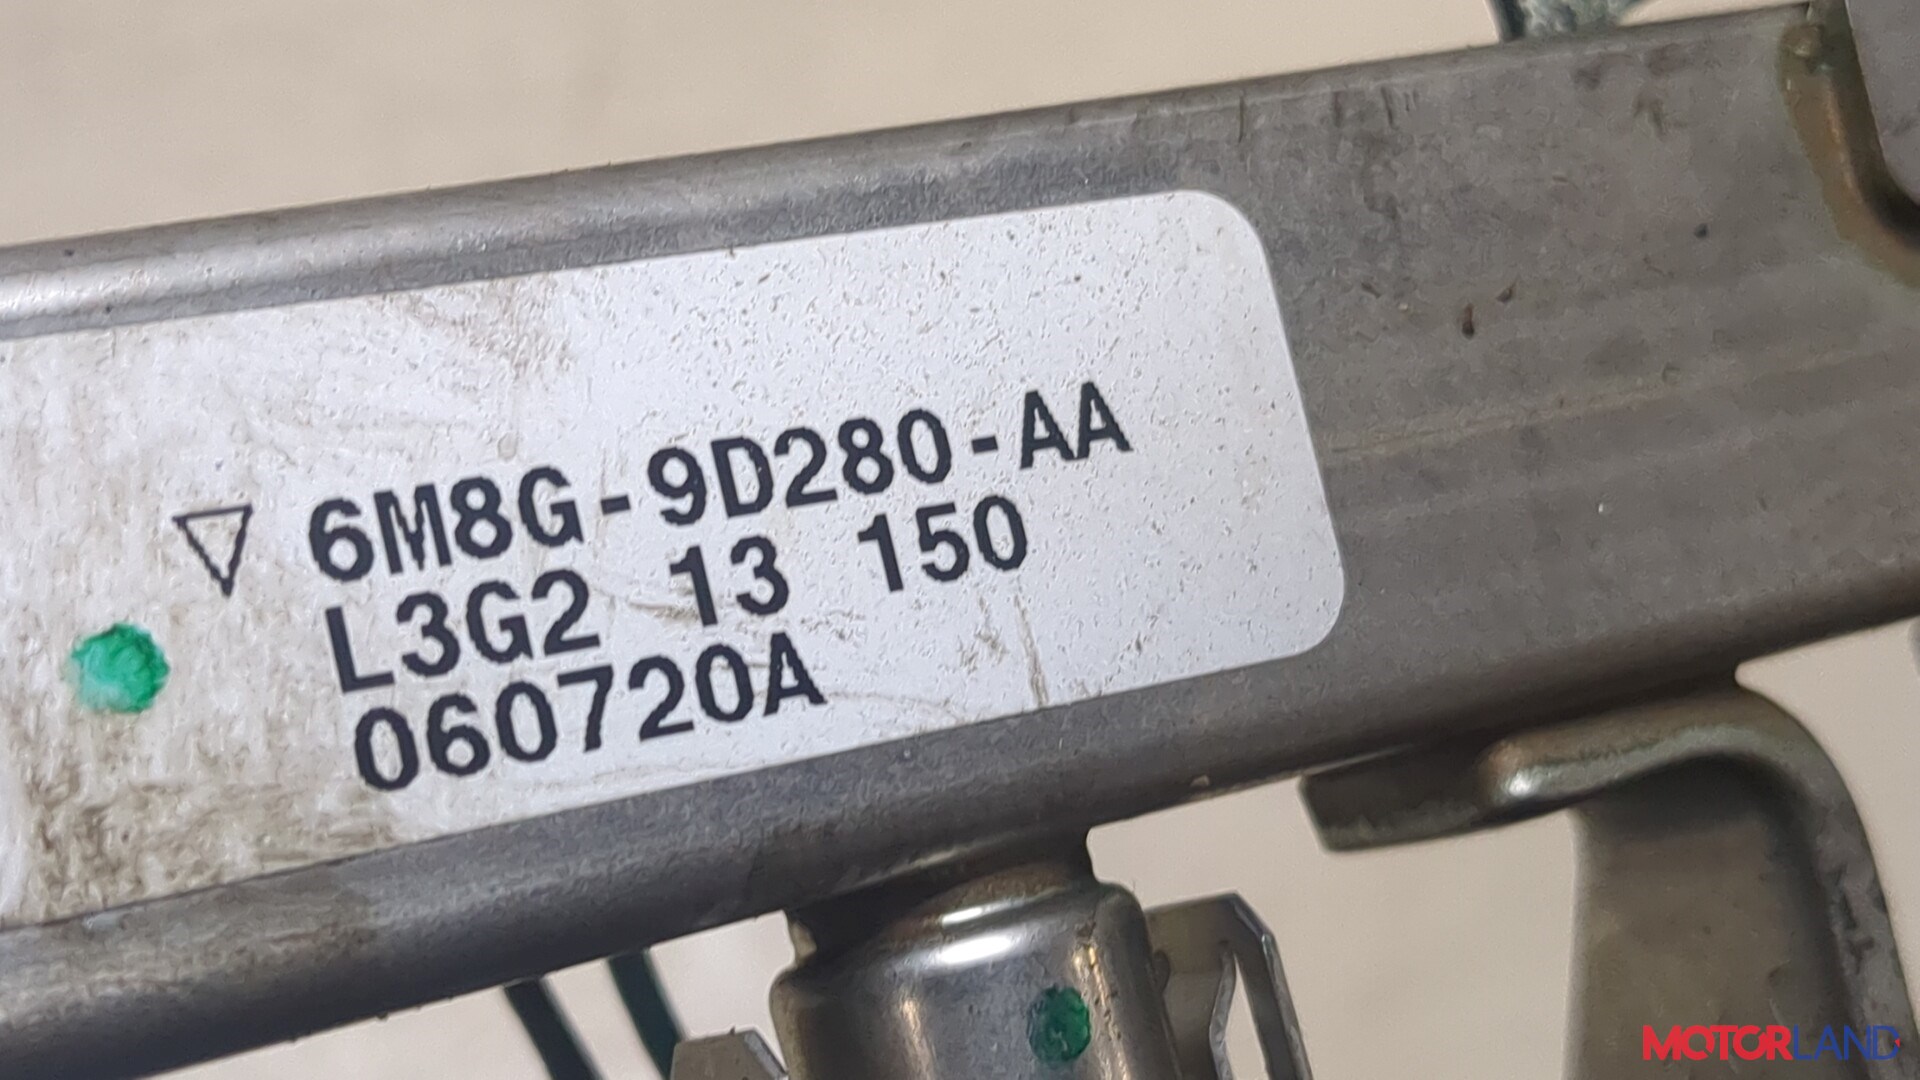 ▽ 6M8G-9D280-AA
L3G2 13 150
060720A
MOTORLAND